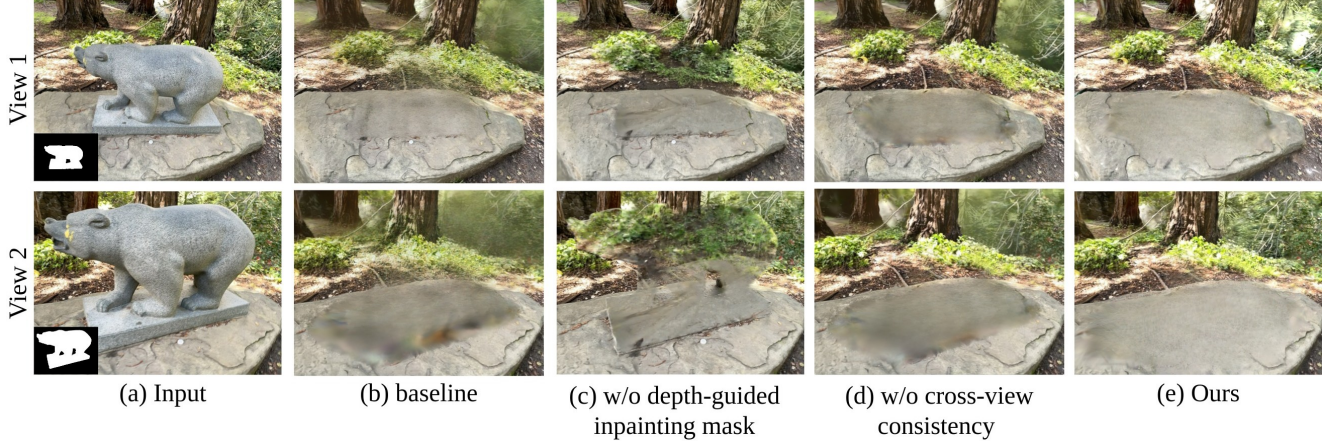 View 1
View 2
(a) Input
(b) baseline
(c) w/o depth-guided
inpainting mask
(d) w/o cross-view
consistency
(e) Ours